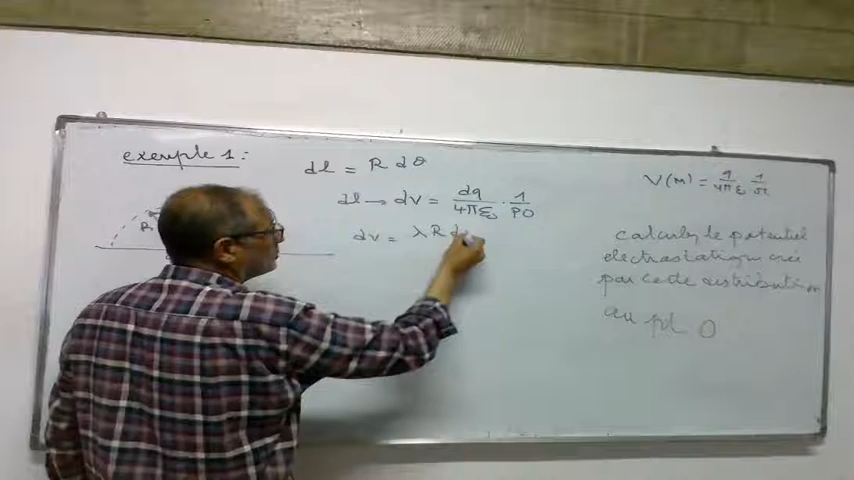 exemple 1 :
R
dl = R dθ
dl → dV = dq/4πε₀ · 1/PO
dV = λ R d
V(M) = 1/4πε₀ 1/r
calculer le potentiel
electrostatique créé
par cette distribution
au pt O